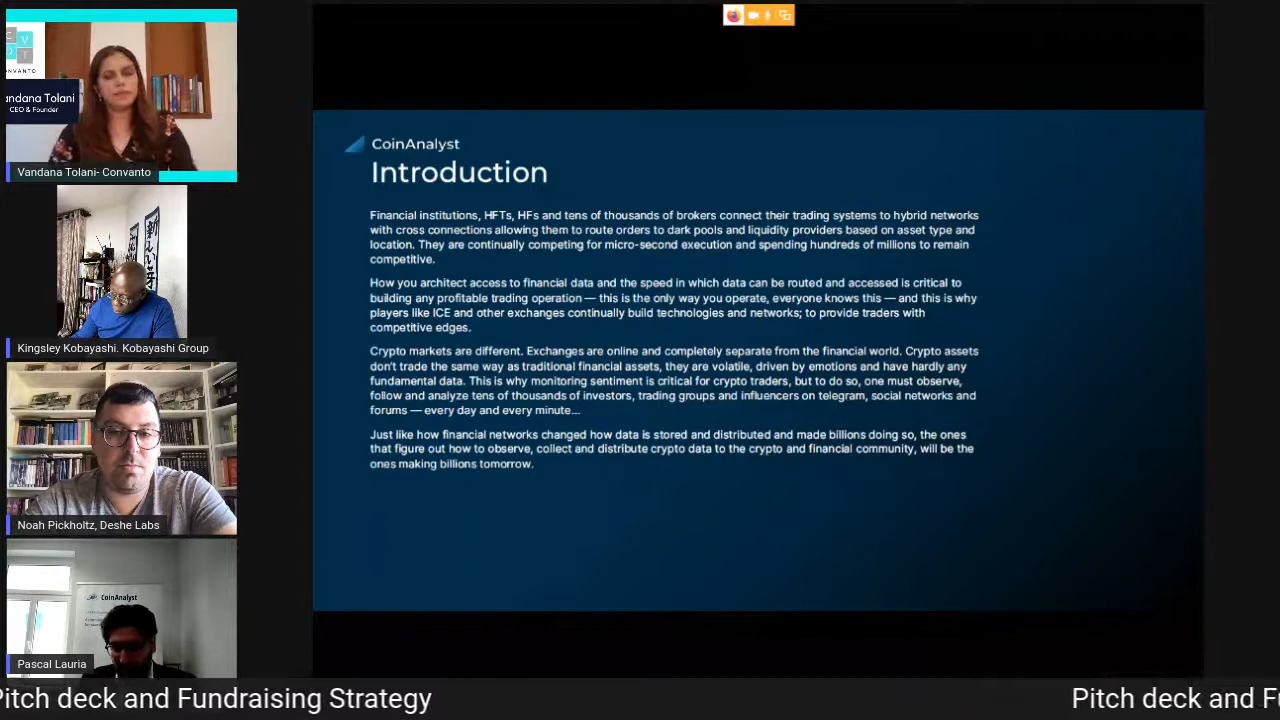 C V
ONVANTO
andana Tolani
CEO & Founder
Vandana Tolani- Convanto
Kingsley Kobayashi. Kobayashi Group
Noah Pickholtz, Deshe Labs
CoinAnalyst
Pascal Lauria
CoinAnalyst
Introduction
Financial institutions, HFTs, HFs and tens of thousands of brokers connect their trading systems to hybrid networks
with cross connections allowing them to route orders to dark pools and liquidity providers based on asset type and
location. They are continually competing for micro-second execution and spending hundreds of millions to remain
competitive.
How you architect access to financial data and the speed in which data can be routed and accessed is critical to
building any profitable trading operation — this is the only way you operate, everyone knows this — and this is why
players like ICE and other exchanges continually build technologies and networks; to provide traders with
competitive edges.
Crypto markets are different. Exchanges are online and completely separate from the financial world. Crypto assets
don't trade the same way as traditional financial assets, they are volatile, driven by emotions and have hardly any
fundamental data. This is why monitoring sentiment is critical for crypto traders, but to do so, one must observe,
follow and analyze tens of thousands of investors, trading groups and influencers on telegram, social networks and
forums — every day and every minute...
Just like how financial networks changed how data is stored and distributed and made billions doing so, the ones
that figure out how to observe, collect and distribute crypto data to the crypto and financial community, will be the
ones making billions tomorrow.
Pitch deck and Fundraising Strategy
Pitch deck and Fu